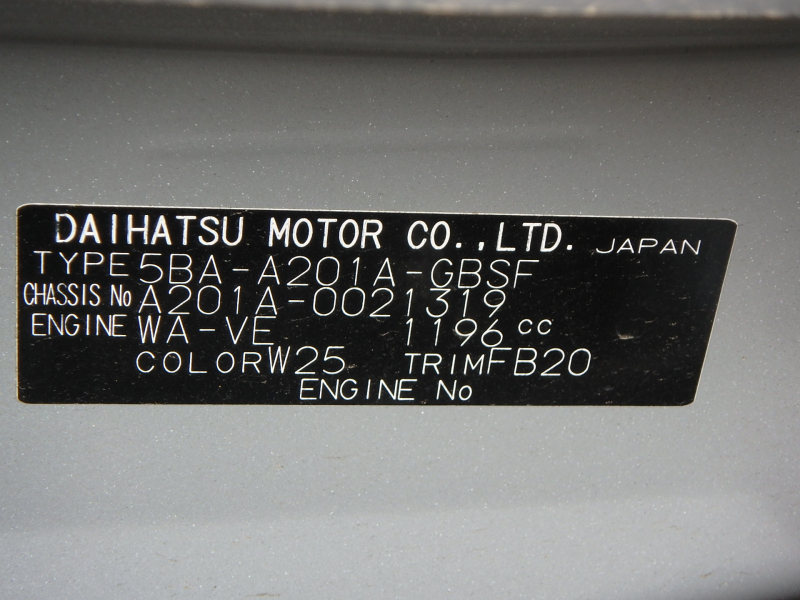 DAIHATSU MOTOR CO.,LTD. JAPAN
TYPE 5BA-A201A-GBSF
CHASSIS No A201A-0021319
ENGINE WA-VE 1196 cc
COLOR W25 TRIM FB20
ENGINE No